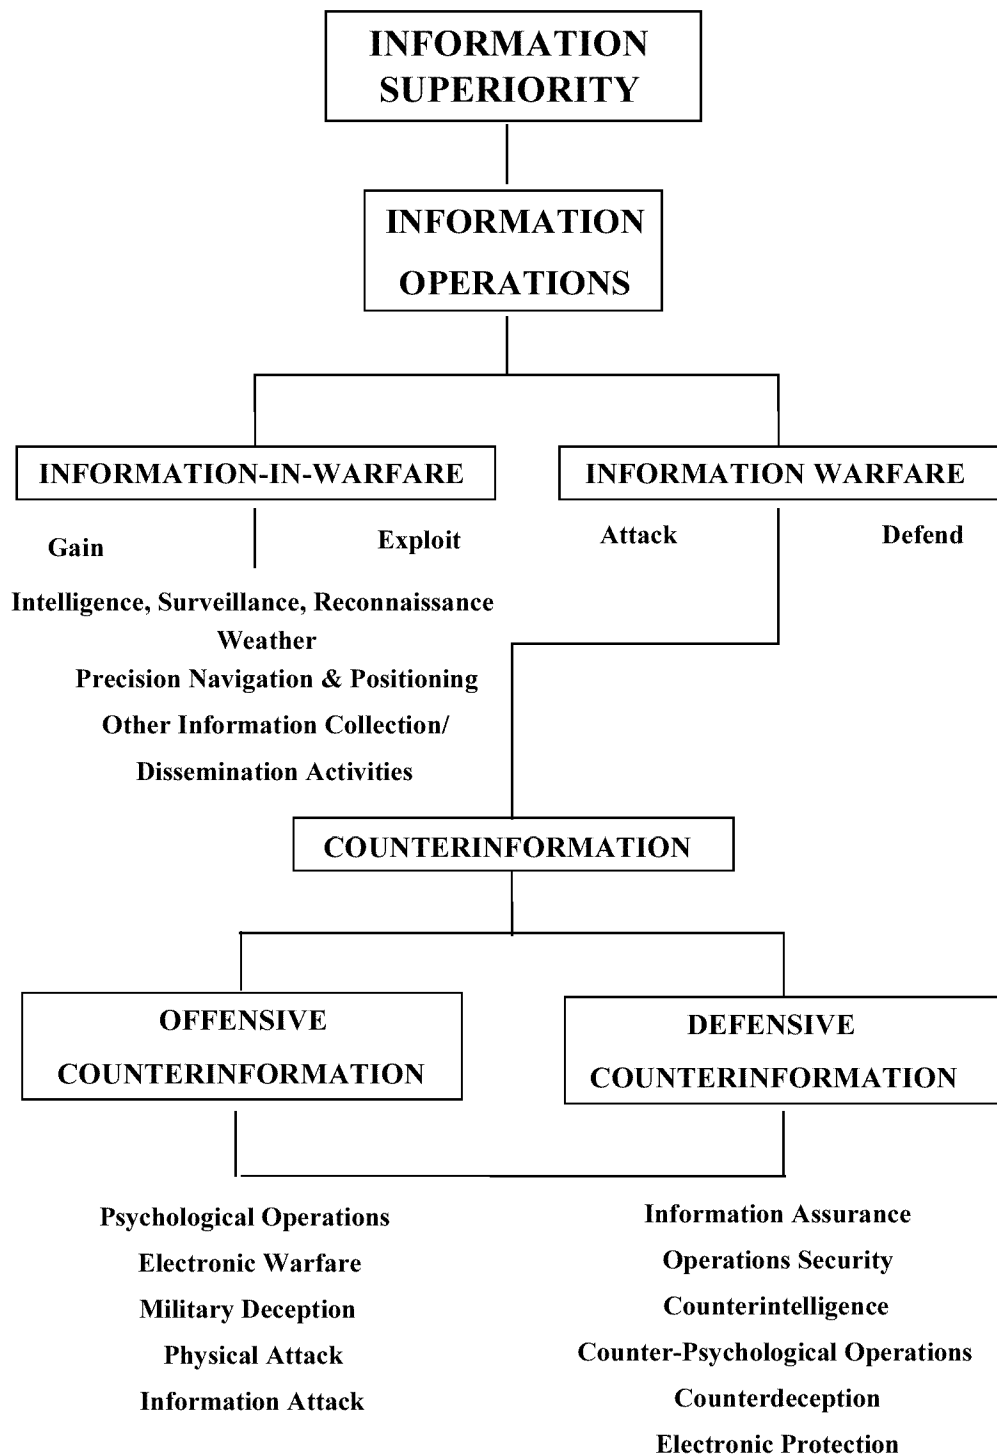 INFORMATION
SUPERIORITY
INFORMATION
OPERATIONS
INFORMATION-IN-WARFARE
INFORMATION WARFARE
Gain
Exploit
Attack
Defend
Intelligence, Surveillance, Reconnaissance
Weather
Precision Navigation & Positioning
Other Information Collection/
Dissemination Activities
COUNTERINFORMATION
OFFENSIVE
COUNTERINFORMATION
DEFENSIVE
COUNTERINFORMATION
Psychological Operations
Electronic Warfare
Military Deception
Physical Attack
Information Attack
Information Assurance
Operations Security
Counterintelligence
Counter-Psychological Operations
Counterdeception
Electronic Protection